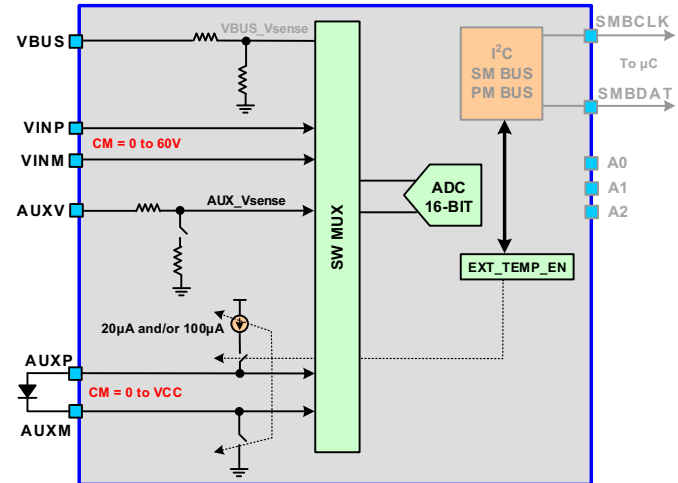 VBUS
VBUS_Vsense
SMBCLK
I²C
SM BUS
PM BUS
To µC
SMBDAT
VINP
CM = 0 to 60V
VINM
A0
A1
A2
ADC
16-BIT
AUXV
AUX_Vsense
SW MUX
EXT_TEMP_EN
20µA and/or 100µA
AUXP
CM = 0 to VCC
AUXM